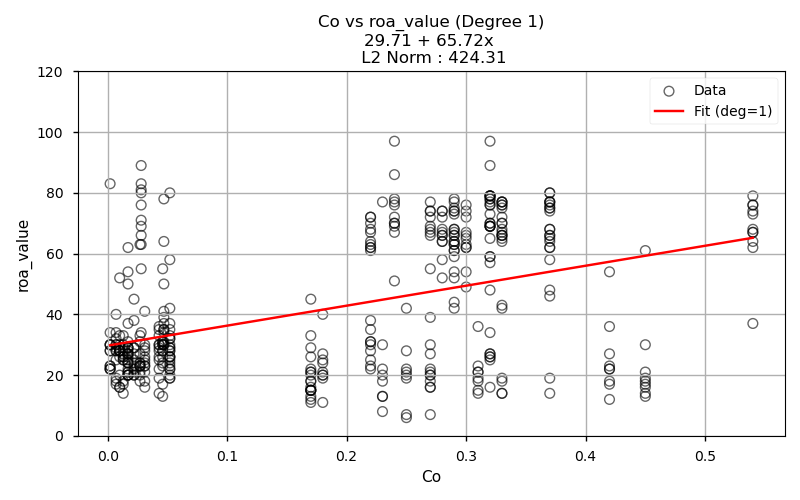 Co vs roa_value (Degree 1)
29.71 + 65.72x
L2 Norm : 424.31
120
100
80
60
40
20
0
roa_value
Data
Fit (deg=1)
0.0 0.1 0.2 0.3 0.4 0.5
Co